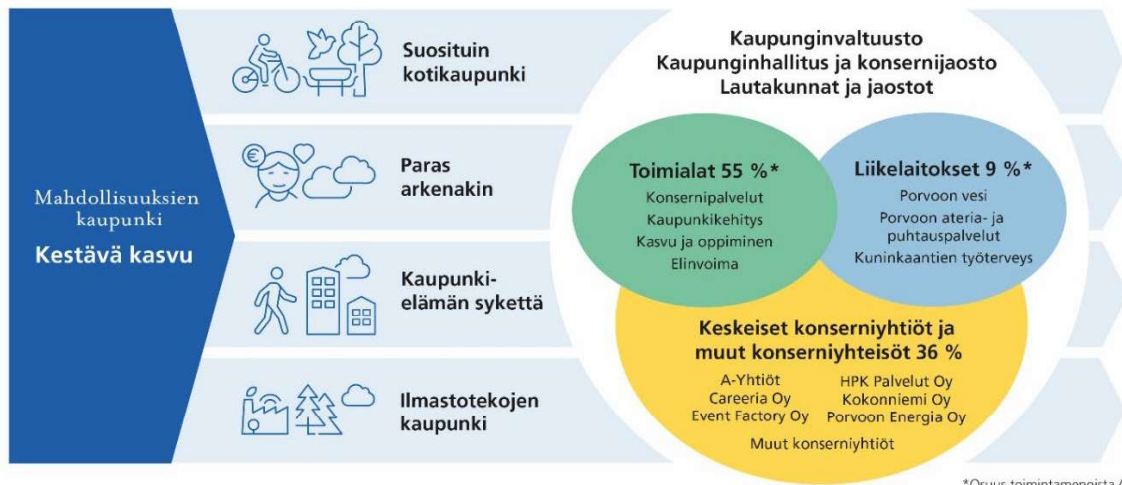 Mahdollisuuksien
kaupunki
Kestävä kasvu
Suosituin
kotikaupunki
Paras
arkenakin
Kaupunki-
elämän sykettä
Ilmastotekojen
kaupunki
Kaupunginvaltuusto
Kaupunginhallitus ja konsernijaosto
Lautakunnat ja jaostot
Toimialat 55 %*
Konsernipalvelut
Kaupunkikehitys
Kasvu ja oppiminen
Elinvoima
Liikelaitokset 9 %*
Porvoon vesi
Porvoon ateria- ja
puhtauspalvelut
Kuninkaantien työterveys
Keskeiset konserniyhtiöt ja
muut konserniyhteisöt 36 %
A-Yhtiöt
Careeria Oy
Event Factory Oy
HPK Palvelut Oy
Kokonniemi Oy
Porvoon Energia Oy
Muut konserniyhtiöt
*Osuus toimintamenoista